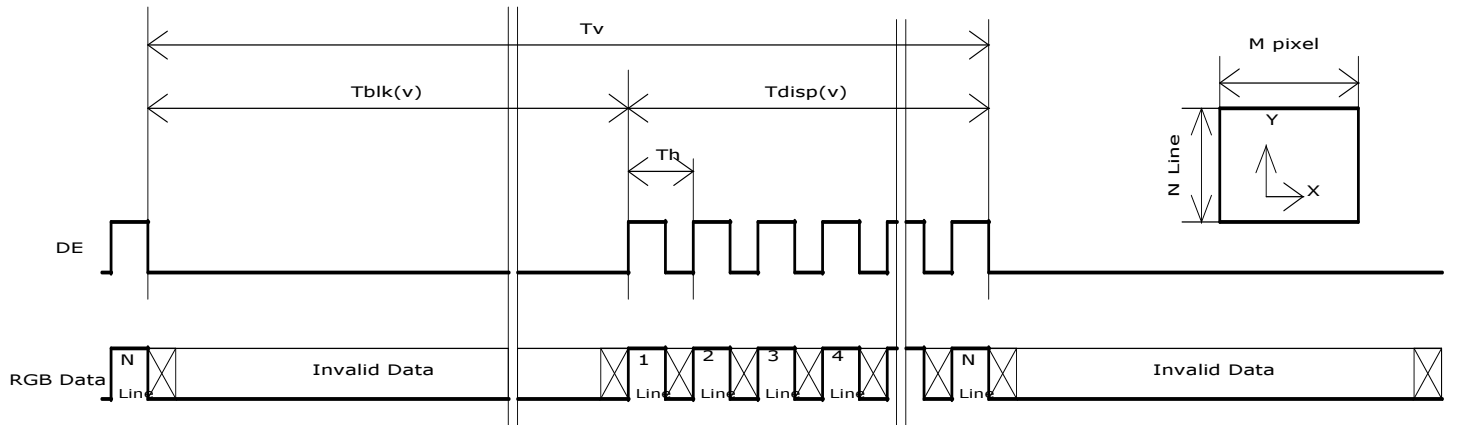 Tv
M pixel
Tblk(v)
Tdisp(v)
Th
N Line
Y
X
DE
RGB Data
N
Line
Invalid Data
1
Line
2
Line
3
Line
4
Line
N
Line
Invalid Data